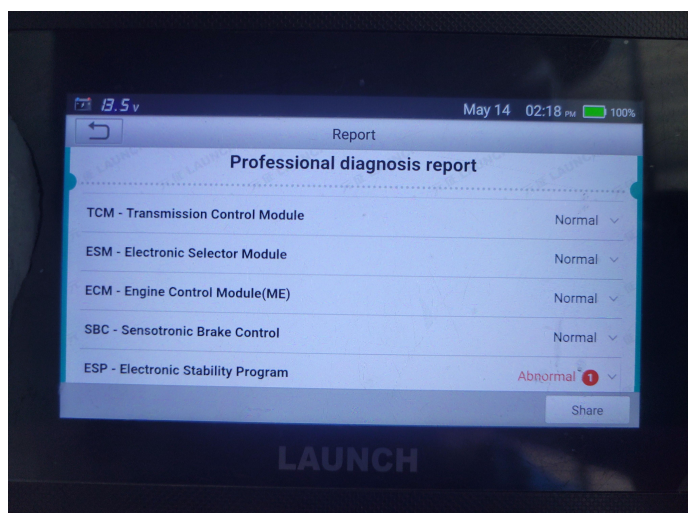 13.5 v May 14 02:18 PM 100%
Report
Professional diagnosis report
TCM - Transmission Control Module Normal
ESM - Electronic Selector Module Normal
ECM - Engine Control Module(ME) Normal
SBC - Sensotronic Brake Control Normal
ESP - Electronic Stability Program Abnormal 1
Share
LAUNCH